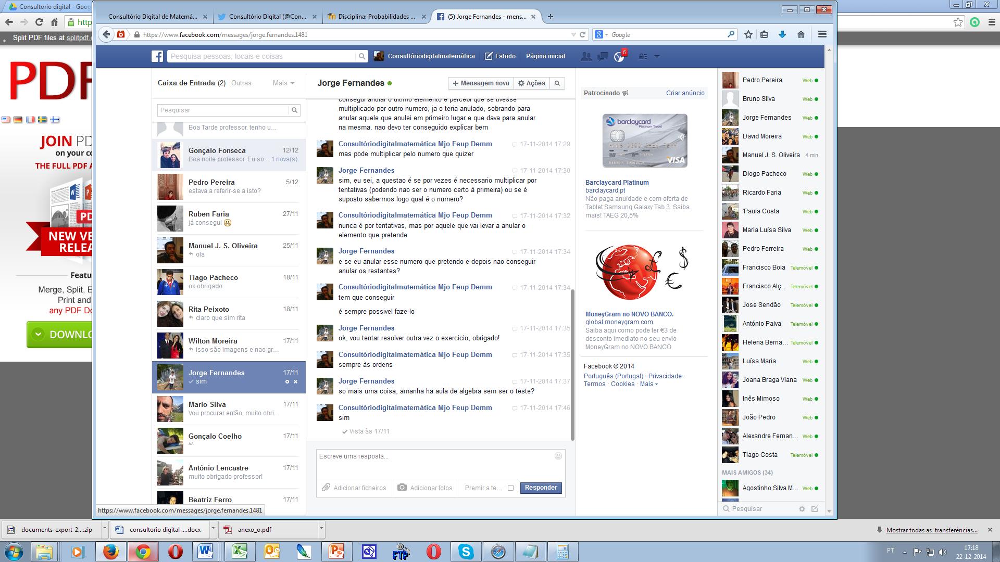 Consultorio digital - Goo
Consultório Digital de Matemá...
Consultório Digital (@Con...
Disciplina: Probabilidades ...
(5) Jorge Fernandes - mens...
http
https://www.facebook.com/messages/jorge.fernandes.1481
Google
Split PDF files at splitpdf.
PDF
JOIN PD
on your co
THE FULL PDF A
PD
NEW VE
RELEA
Featu
Merge, Split, E
Print and
any PDF Do
DOWNLO
Pesquisa pessoas, locais e coisas
Consultóriodigitalmatemática
Estado
Página inicial
5
Caixa de Entrada (2)
Outras
Mais
Pesquisar
Boa Tarde professor. tenho u...
Gonçalo Fonseca 12/12
Boa noite professor. Eu so... 1 nova(s)
Pedro Pereira 5/12
estava a referir-se a isto?
Ruben Faria 27/11
já consegui
Manuel J. S. Oliveira 25/11
ola
Tiago Pacheco 18/11
ok obrigado
Rita Peixoto 18/11
claro que sim rita
Wilton Moreira 17/11
isso são imagens e nao gr...
Jorge Fernandes 17/11
sim
Mario Silva 17/11
Vou procurar então, muito obri...
Gonçalo Coelho 17/11
^^
António Lencastre 17/11
muito obrigado professor!
Beatriz Ferro 17/11
https://www.facebook.com/messages/jorge.fernandes.1481
Jorge Fernandes
Mensagem nova
Ações
consegui anular o ultimo elemento e percebi que se tivesse
multiplicado por outro numero, ja o teria anulado, sobrando para
anular aquele que anulei em primeiro lugar e que dava para anular
na mesma. nao devo ter conseguido explicar bem
Consultóriodigitalmatemática Mjo Feup Demm 17-11-2014 17:29
mas pode multiplicar pelo numero que quizer
Jorge Fernandes 17-11-2014 17:30
sim, eu sei, a questao é se por vezes é necessario multiplicar por
tentativas (podendo nao ser o numero certo à primeira) ou se é
suposto sabermos logo qual é o numero?
Consultóriodigitalmatemática Mjo Feup Demm 17-11-2014 17:32
nunca é por tentativas, mas por aquele que vai levar a anular o
elemento que pretende
Jorge Fernandes 17-11-2014 17:34
e se eu anular esse numero que pretendo e depois nao conseguir
anular os restantes?
Consultóriodigitalmatemática Mjo Feup Demm 17-11-2014 17:34
tem que conseguir
é sempre possivel faze-lo
Jorge Fernandes 17-11-2014 17:35
ok, vou tentar resolver outra vez o exercicio, obrigado!
Consultóriodigitalmatemática Mjo Feup Demm 17-11-2014 17:35
sempre às ordens
Jorge Fernandes 17-11-2014 17:37
so mais uma coisa, amanha ha aula de algebra sem ser o teste?
Consultóriodigitalmatemática Mjo Feup Demm 17-11-2014 17:46
sim
Vista às 17/11
Escreve uma resposta...
Adicionar ficheiros
Adicionar fotos
Premir a te...
Responder
Patrocinado
Criar anúncio
barclaycard
Platinum Travel
VISA
Barclaycard Platinum
barclaycard.pt
Não paga anuidade e com oferta de
Tablet Samsung Galaxy Tab 3. Saiba
mais! TAEG 20,5%
£ $ €
MoneyGram no NOVO BANCO.
global.moneygram.com
Saiba aqui como pode ter €3 de
desconto imediato no seu envio
MoneyGram no NOVO BANCO
Facebook © 2014
Português (Portugal) · Privacidade ·
Termos · Cookies · Mais
Pedro Pereira Web
Bruno Silva Web
Jorge Fernandes Web
David Moreira Web
Manuel J. S. Oliveira 4 min
Diogo Pacheco Web
Ricardo Faria Web
'Paula Costa Web
Maria Luísa Silva Web
Pedro Ferreira Web
Francisco Boia Telemóvel
Francisco Alç... Telemóvel
Jose Sendão Telemóvel
António Paiva Telemóvel
Helena Berna... Telemóvel
Luísa Maria Web
Joana Braga Viana Web
Inês Mimoso Web
João Pedro Web
Alexandre Fernan... Web
Tiago Costa Telemóvel
MAIS AMIGOS (34)
Agostinho Silva M... Web
Pesquisar
documents-export-2....zip
consultorio digital ....docx
anexo_o.pdf
Mostrar todas as transferências...
FTP
PT
17:18
22-12-2014